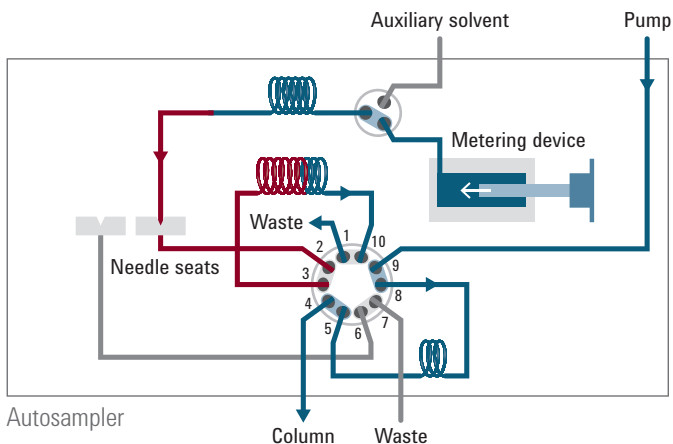 Auxiliary solvent
Pump
Metering device
Waste
1
10
2
9
Needle seats
3
8
4
7
5
6
Autosampler
Column
Waste